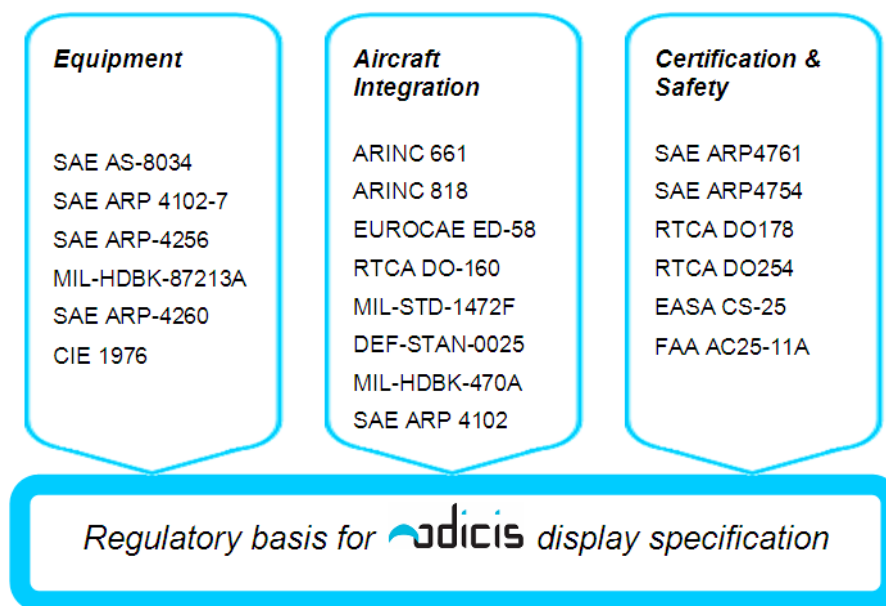 Equipment
SAE AS-8034
SAE ARP 4102-7
SAE ARP-4256
MIL-HDBK-87213A
SAE ARP-4260
CIE 1976
Aircraft
Integration
ARINC 661
ARINC 818
EUROCAE ED-58
RTCA DO-160
MIL-STD-1472F
DEF-STAN-0025
MIL-HDBK-470A
SAE ARP 4102
Certification &
Safety
SAE ARP4761
SAE ARP4754
RTCA DO178
RTCA DO254
EASA CS-25
FAA AC25-11A
Regulatory basis for odicis display specification